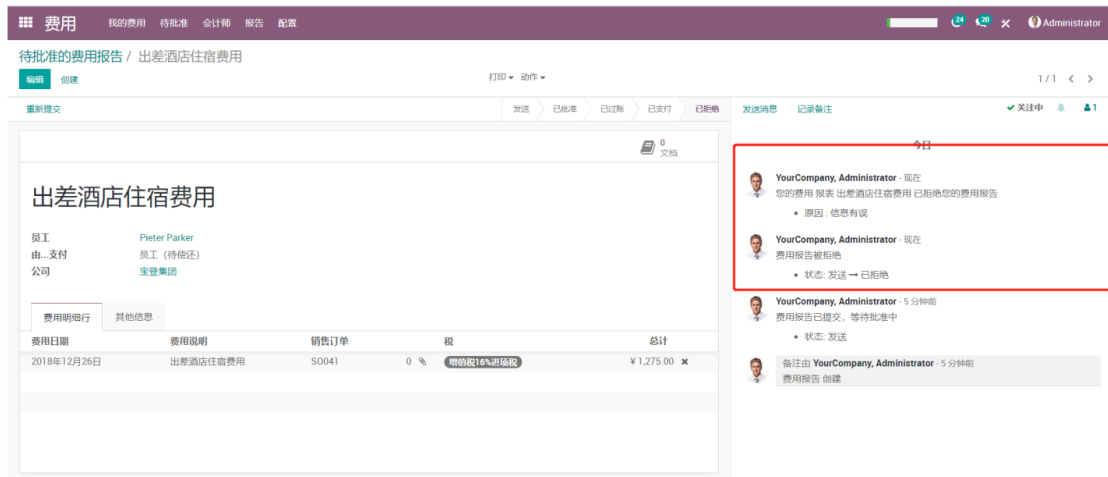 费用 我的费用 待批准 会计师 报告 配置 24 20 Administrator
待批准的费用报告 / 出差酒店住宿费用
编辑 创建 打印 动作 1 / 1
重新提交 发送 已批准 已过账 已支付 已拒绝 发送消息 记录备注 关注中 1
0
文档
出差酒店住宿费用
员工 Pieter Parker
由...支付 员工（待偿还）
公司 宝暨集团
费用明细行 其他信息
费用日期 费用说明 销售订单 税 总计
2018年12月26日 出差酒店住宿费用 SO041 0 增值税16%进项税 ¥ 1,275.00
今日
YourCompany, Administrator - 现在
您的费用 报表 出差酒店住宿费用 已拒绝您的费用报告
• 原因 : 信息有误
YourCompany, Administrator - 现在
费用报告被拒绝
• 状态: 发送 → 已拒绝
YourCompany, Administrator - 5 分钟前
费用报告已提交，等待批准中
• 状态: 发送
备注由 YourCompany, Administrator - 5 分钟前
费用报告 创建